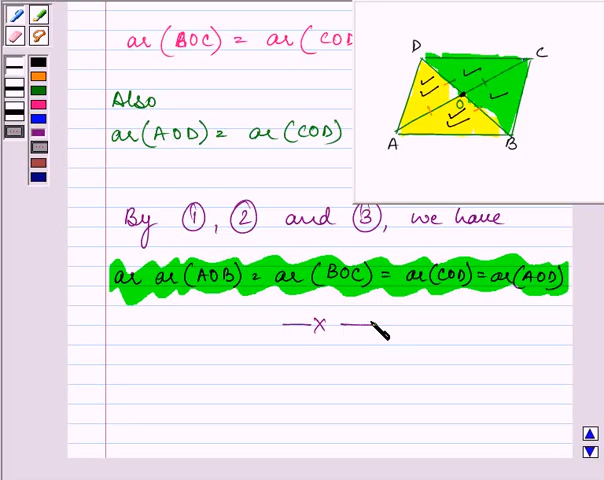 ar (BOC) = ar (COD
Also
ar (AOD) = ar (COD)
By ①, ② and ③, we have
ar ar (AOB) = ar (BOC) = ar (COD) = ar (AOD)
—x—
D
C
O
A
B